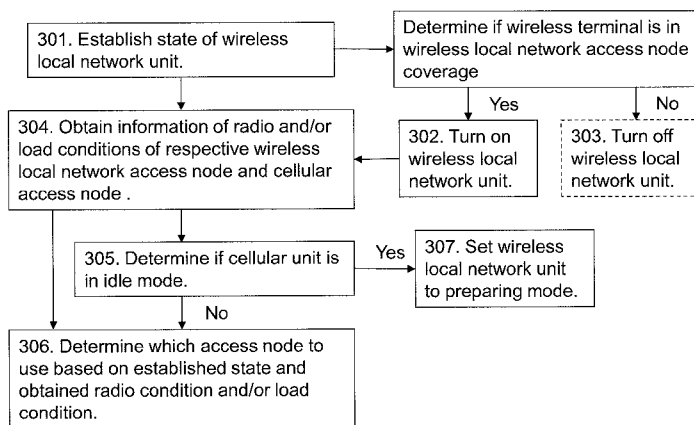 301. Establish state of wireless
local network unit.
Determine if wireless terminal is in
wireless local network access node
coverage
Yes
No
304. Obtain information of radio and/or
load conditions of respective wireless
local network access node and cellular
access node .
302. Turn on
wireless local
network unit.
303. Turn off
wireless local
network unit.
305. Determine if cellular unit is
in idle mode.
Yes
307. Set wireless
local network unit
to preparing mode.
No
306. Determine which access node to
use based on established state and
obtained radio condition and/or load
condition.